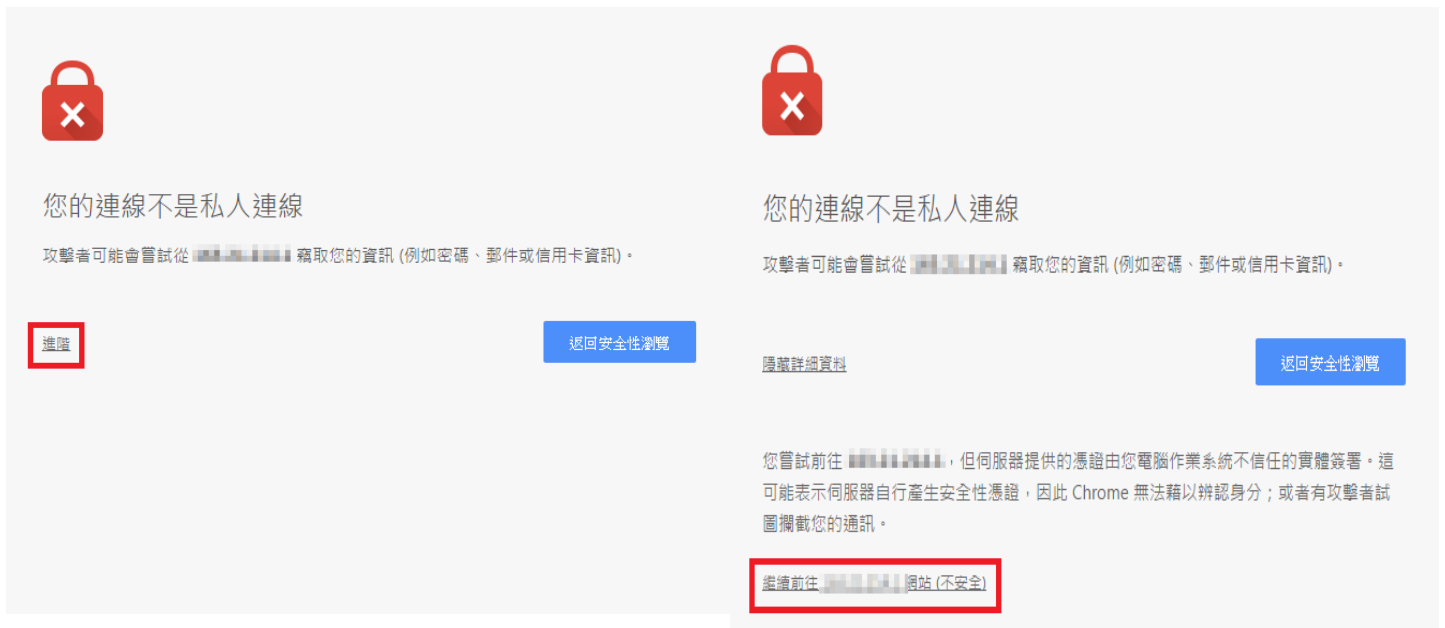 您的連線不是私人連線
攻擊者可能會嘗試從 竊取您的資訊 (例如密碼、郵件或信用卡資訊)。
進階
返回安全性瀏覽
您的連線不是私人連線
攻擊者可能會嘗試從 竊取您的資訊 (例如密碼、郵件或信用卡資訊)。
隱藏詳細資料
返回安全性瀏覽
您嘗試前往 ,但伺服器提供的憑證由您電腦作業系統不信任的實體簽署。這
可能表示伺服器自行產生安全性憑證,因此 Chrome 無法藉以辨認身分;或者有攻擊者試
圖攔截您的通訊。
繼續前往 網站 (不安全)